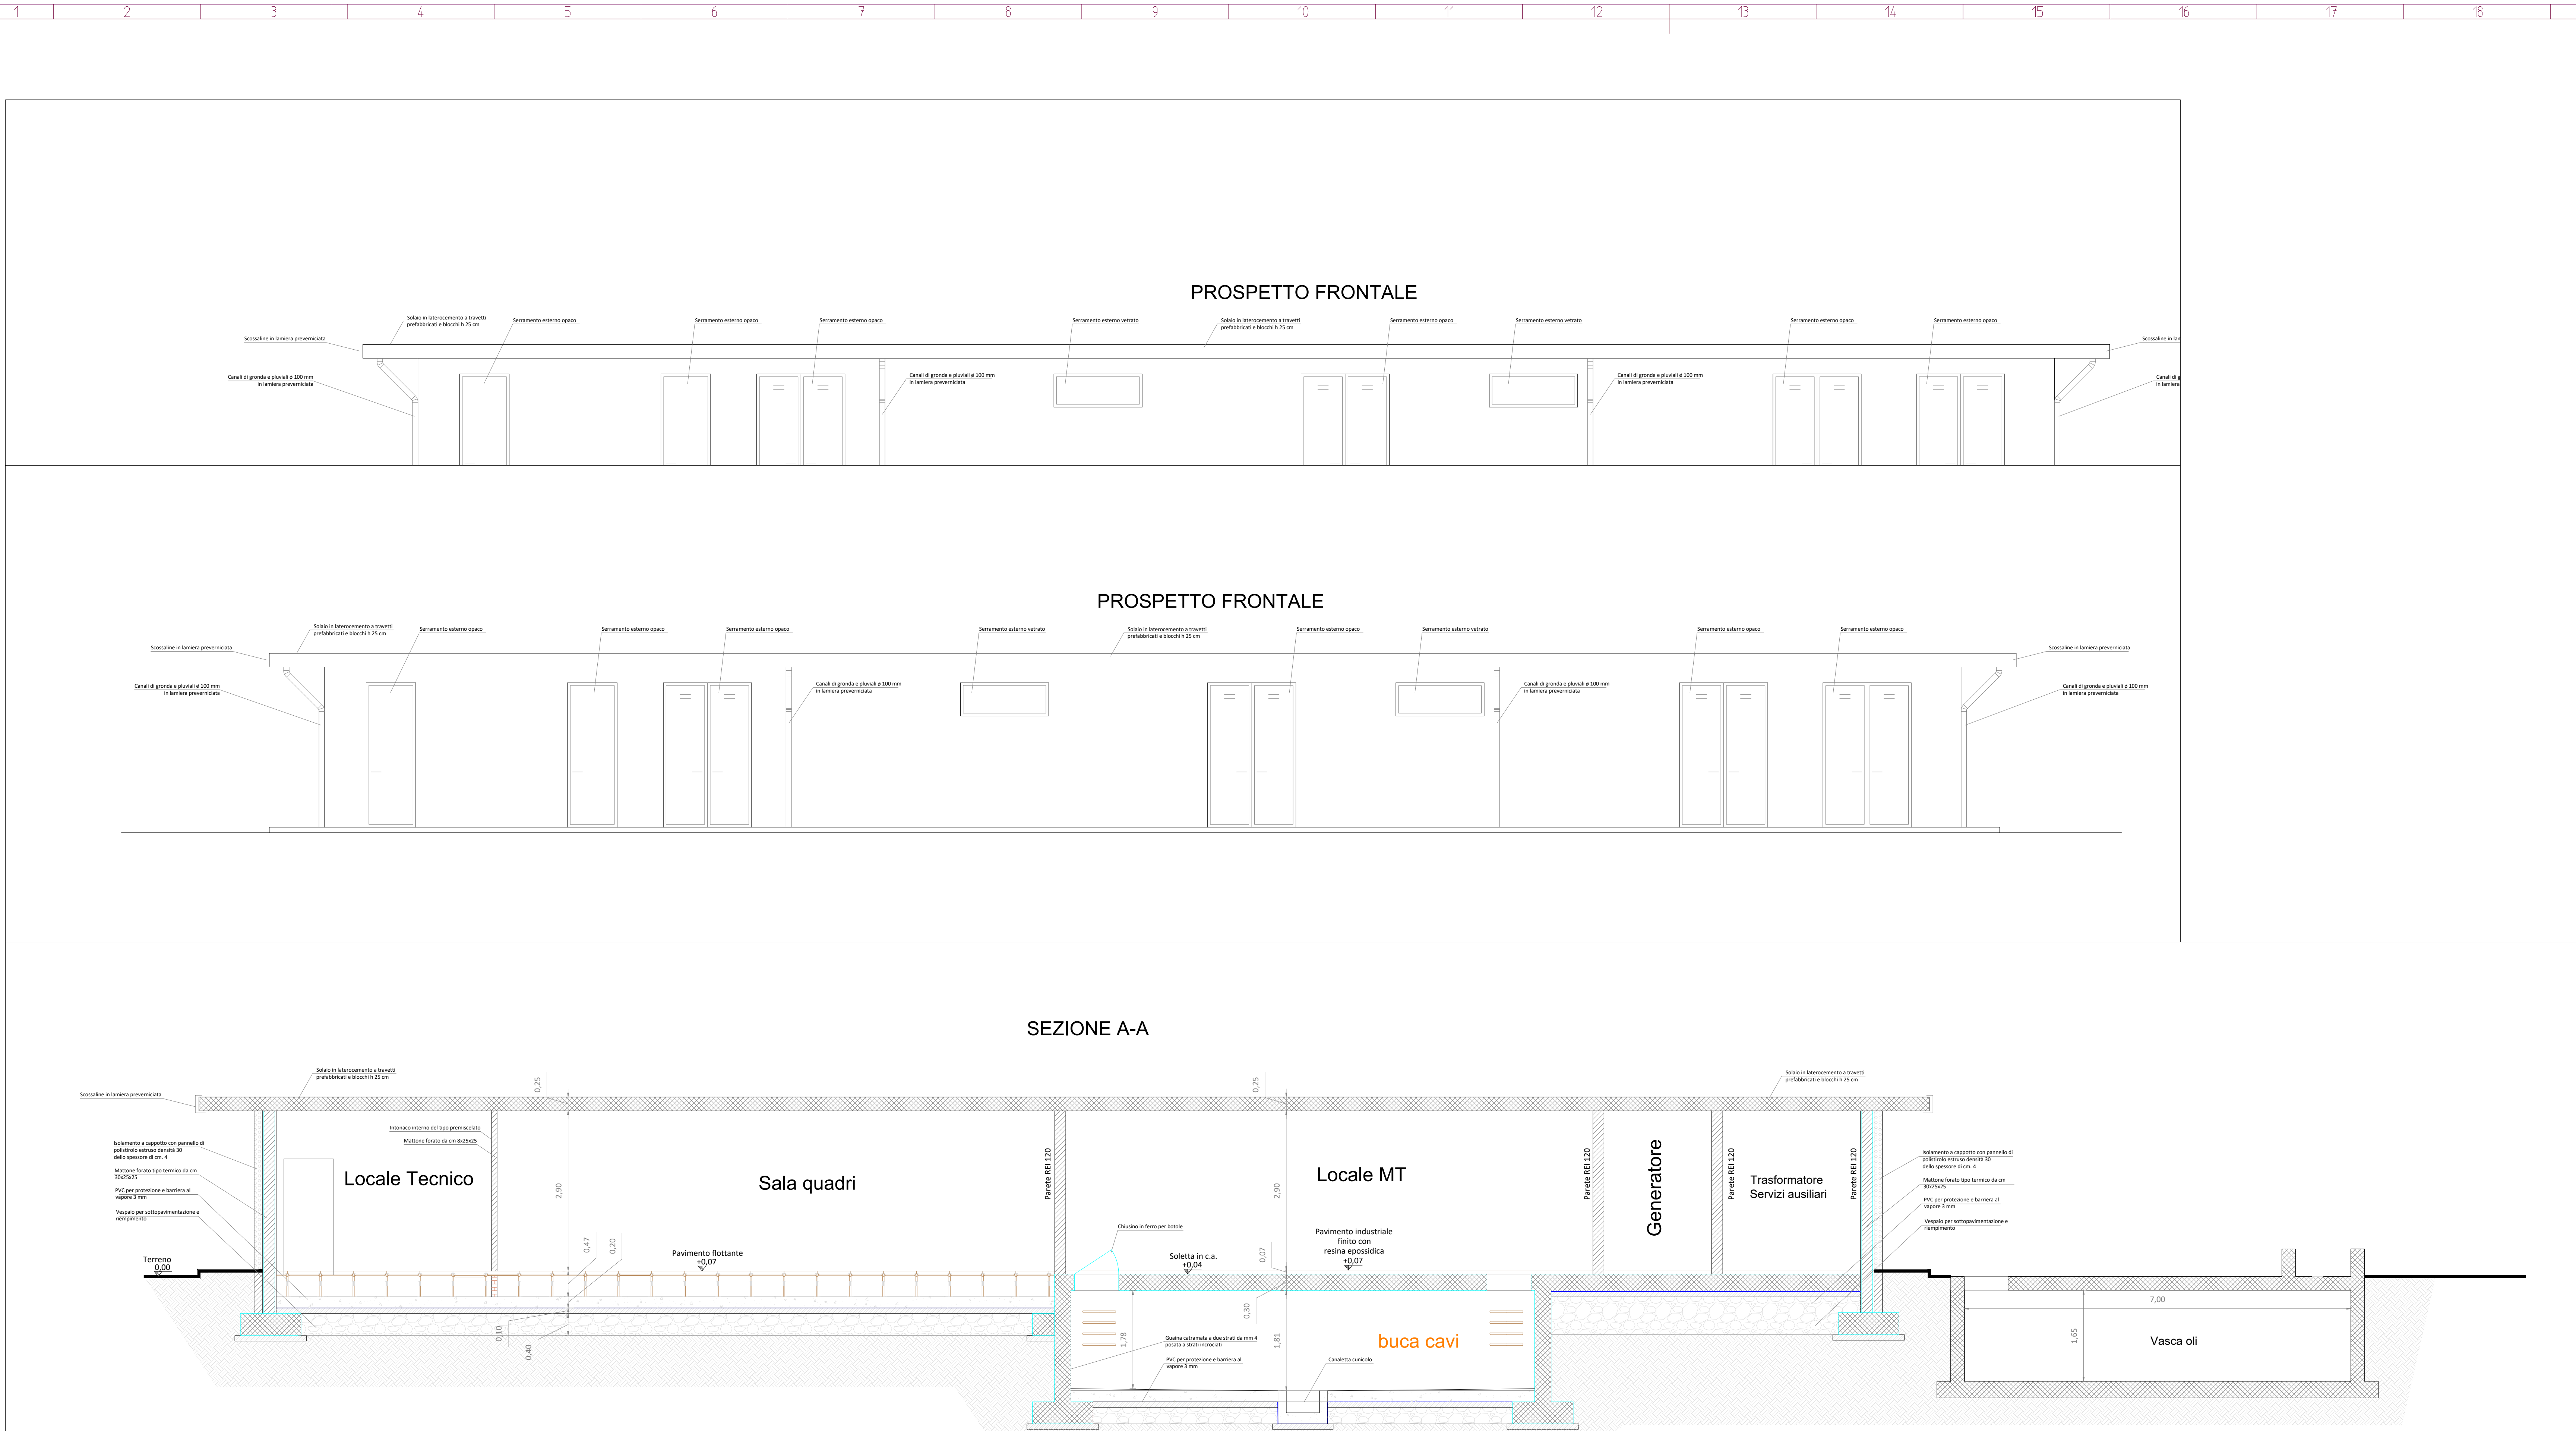 1 2 3 4 5 6 7 8 9 10 11 12 13 14 15 16 17 18
PROSPETTO FRONTALE
Solaio in laterocemento a travetti
prefabbricati e blocchi h 25 cm
Serramento esterno opaco
Serramento esterno opaco
Serramento esterno opaco
Serramento esterno vetrato
Solaio in laterocemento a travetti
prefabbricati e blocchi h 25 cm
Serramento esterno opaco
Serramento esterno vetrato
Serramento esterno opaco
Serramento esterno opaco
Scossaline in lamiera preverniciata
Scossaline in lam
Canali di gronda e pluviali ø 100 mm
in lamiera preverniciata
Canali di gronda e pluviali ø 100 mm
in lamiera preverniciata
Canali di gronda e pluviali ø 100 mm
in lamiera preverniciata
Canali di g
in lamiera
PROSPETTO FRONTALE
Solaio in laterocemento a travetti
prefabbricati e blocchi h 25 cm
Serramento esterno opaco
Serramento esterno opaco
Serramento esterno opaco
Serramento esterno vetrato
Solaio in laterocemento a travetti
prefabbricati e blocchi h 25 cm
Serramento esterno opaco
Serramento esterno vetrato
Serramento esterno opaco
Serramento esterno opaco
Scossaline in lamiera preverniciata
Scossaline in lamiera preverniciata
Canali di gronda e pluviali ø 100 mm
in lamiera preverniciata
Canali di gronda e pluviali ø 100 mm
in lamiera preverniciata
Canali di gronda e pluviali ø 100 mm
in lamiera preverniciata
Canali di gronda e pluviali ø 100 mm
in lamiera preverniciata
SEZIONE A-A
Solaio in laterocemento a travetti
prefabbricati e blocchi h 25 cm
0,25
0,25
Solaio in laterocemento a travetti
prefabbricati e blocchi h 25 cm
Scossaline in lamiera preverniciata
Intonaco interno del tipo premiscelato
Mattone forato da cm 8x25x25
Isolamento a cappotto con pannello di
polistirolo estruso densità 30
dello spessore di cm. 4
Mattone forato tipo termico da cm
30x25x25
PVC per protezione e barriera al
vapore 3 mm
Vespaio per sottopavimentazione e
riempimento
Terreno
0,00
Locale Tecnico
2,90
Sala quadri
Parete REI 120
2,90
Locale MT
Parete REI 120
Generatore
Parete REI 120
Trasformatore
Servizi ausiliari
Parete REI 120
Isolamento a cappotto con pannello di
polistirolo estruso densità 30
dello spessore di cm. 4
Mattone forato tipo termico da cm
30x25x25
PVC per protezione e barriera al
vapore 3 mm
Vespaio per sottopavimentazione e
riempimento
0,47
0,20
Pavimento flottante
+0,07
Chiusino in ferro per botole
Soletta in c.a.
+0,04
0,07
Pavimento industriale
finito con
resina epossidica
+0,07
0,10
0,40
1,78
0,30
1,81
buca cavi
Guaina catramata a due strati da mm 4
posata a strati incrociati
PVC per protezione e barriera al
vapore 3 mm
Canaletta cunicolo
7,00
1,65
Vasca oli